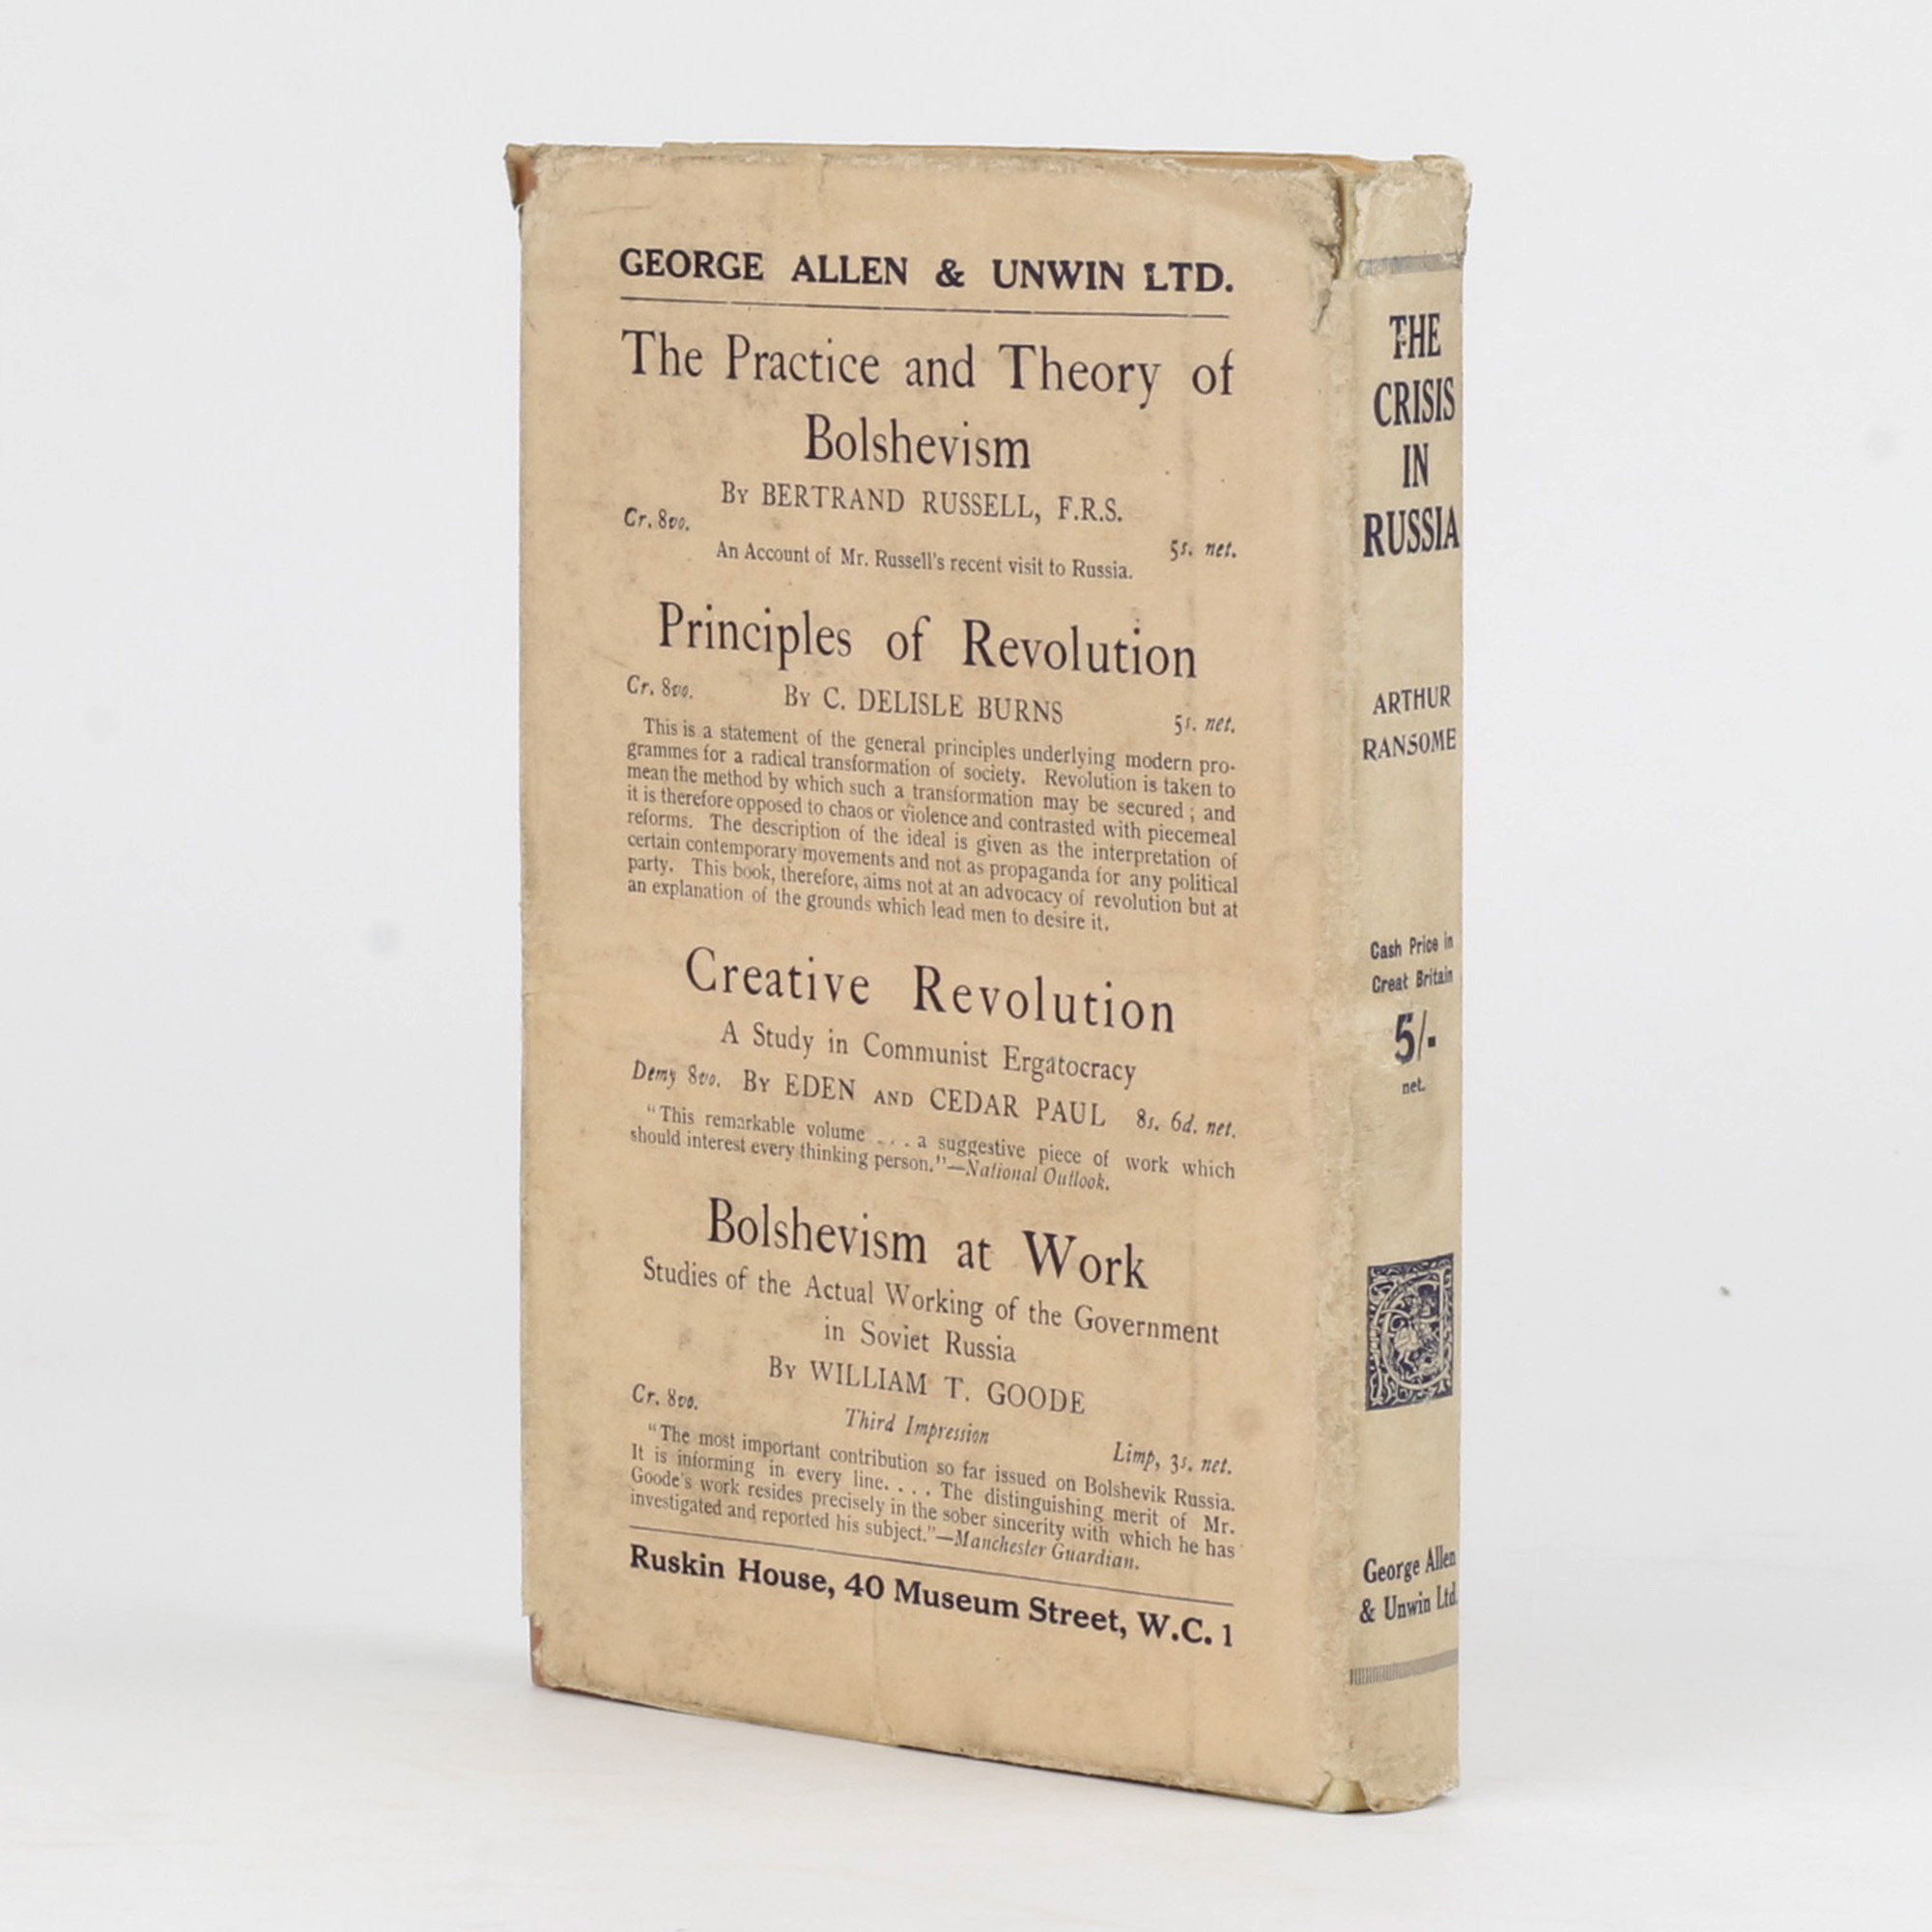 GEORGE ALLEN & UNWIN LTD.
The Practice and Theory of
Bolshevism
By BERTRAND RUSSELL, F.R.S.
Cr. 8vo.
5s. net.
An Account of Mr. Russell's recent visit to Russia.
Principles of Revolution
Cr. 8vo.
By C. DELISLE BURNS
5s. net.
This is a statement of the general principles underlying modern pro-
grammes for a radical transformation of society. Revolution is taken to
mean the method by which such a transformation may be secured; and
it is therefore opposed to chaos or violence and contrasted with piecemeal
reforms. The description of the ideal is given as the interpretation of
certain contemporary movements and not as propaganda for any political
party. This book, therefore, aims not at an advocacy of revolution but at
an explanation of the grounds which lead men to desire it.
Creative Revolution
A Study in Communist Ergatocracy
Demy 8vo. By EDEN AND CEDAR PAUL 8s. 6d. net.
"This remarkable volume . . . a suggestive piece of work which
should interest every thinking person."—National Outlook.
Bolshevism at Work
Studies of the Actual Working of the Government
in Soviet Russia
By WILLIAM T. GOODE
Cr. 8vo.
Third Impression
Limp, 3s. net.
"The most important contribution so far issued on Bolshevik Russia.
It is informing in every line. . . . The distinguishing merit of Mr.
Goode's work resides precisely in the sober sincerity with which he has
investigated and reported his subject."—Manchester Guardian.
Ruskin House, 40 Museum Street, W.C. 1
THE
CRISIS
IN
RUSSIA
ARTHUR
RANSOME
Cash Price in
Great Britain
5/-
net.
George Allen
& Unwin Ltd.